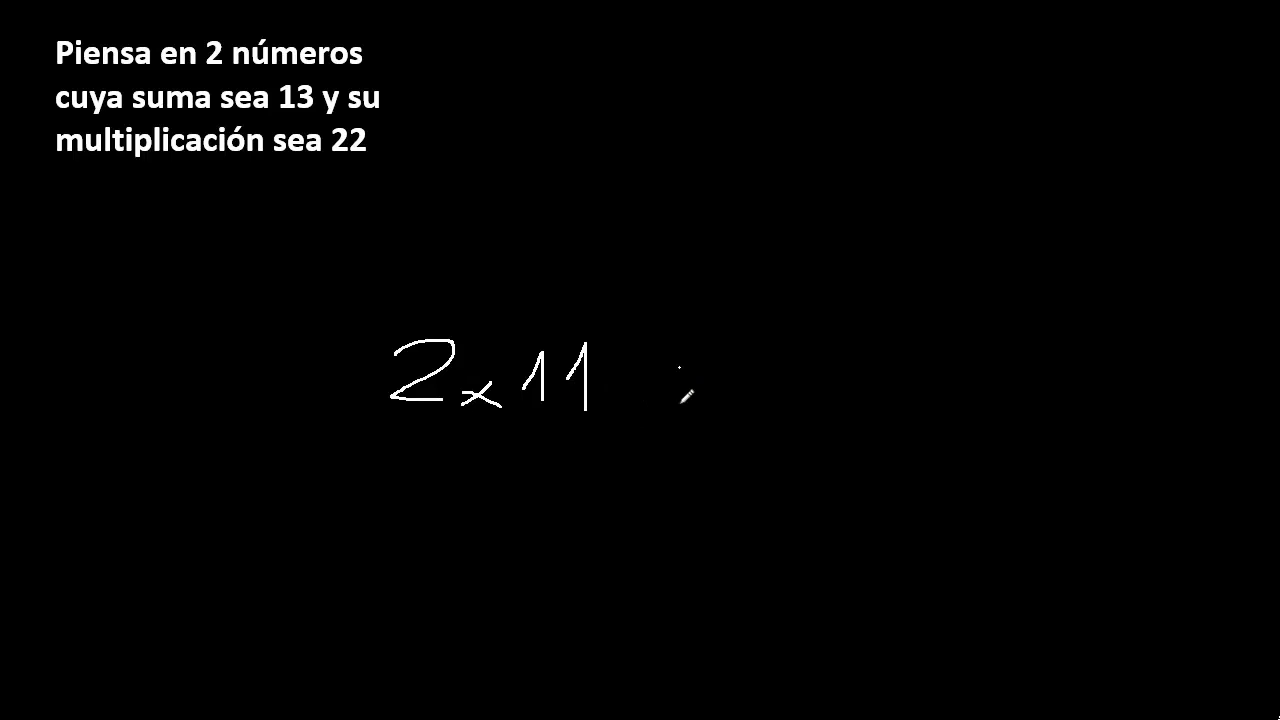 Piensa en 2 números
cuya suma sea 13 y su
multiplicación sea 22
2x11